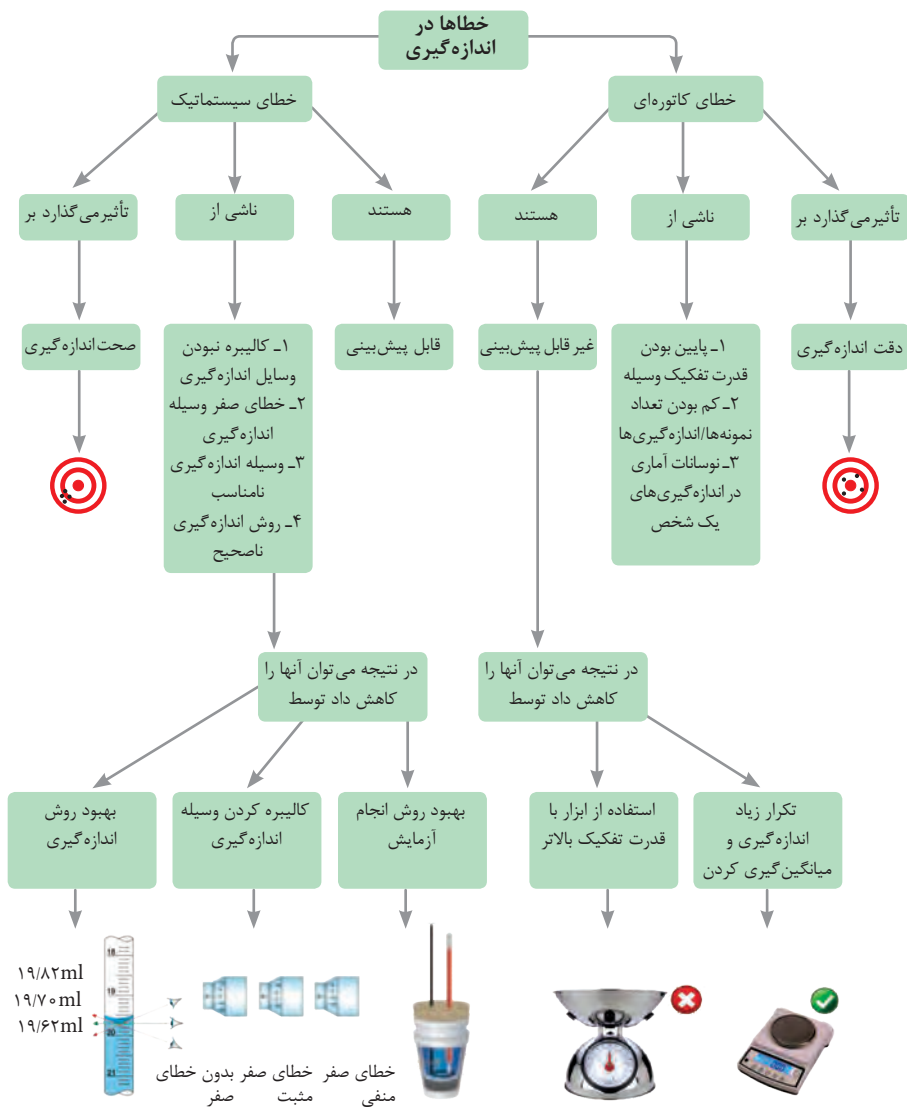 خطاها در
اندازه‌گیری
خطای کاتوره‌ای
خطای سیستماتیک
تأثیرمی‌گذارد بر
ناشی از
هستند
هستند
ناشی از
تأثیرمی‌گذارد بر
دقت اندازه‌گیری
۱ـ پایین بودن
قدرت تفکیک وسیله
۲ـ کم بودن تعداد
نمونه‌ها/اندازه‌گیری‌ها
۳ـ نوسانات آماری
در اندازه‌گیری‌های
یک شخص
غیر قابل پیش‌بینی
قابل پیش‌بینی
۱ـ کالیبره نبودن
وسایل اندازه‌گیری
۲ـ خطای صفر وسیله
اندازه‌گیری
۳ـ وسیله اندازه‌گیری
نامناسب
۴ـ روش اندازه‌گیری
ناصحیح
صحت‌اندازه‌گیری
در نتیجه می‌توان آنها را
کاهش داد توسط
در نتیجه می‌توان آنها را
کاهش داد توسط
تکرار زیاد
اندازه‌گیری و
میانگین‌گیری کردن
استفاده از ابزار با
قدرت تفکیک بالاتر
بهبود روش انجام
آزمایش
کالیبره کردن وسیله
اندازه‌گیری
بهبود روش
اندازه‌گیری
خطای صفر
منفی
خطای صفر
مثبت
بدون خطای
صفر
18
19
20
21
۱۹/۸۲ml
۱۹/۷۰ml
۱۹/۶۲ml